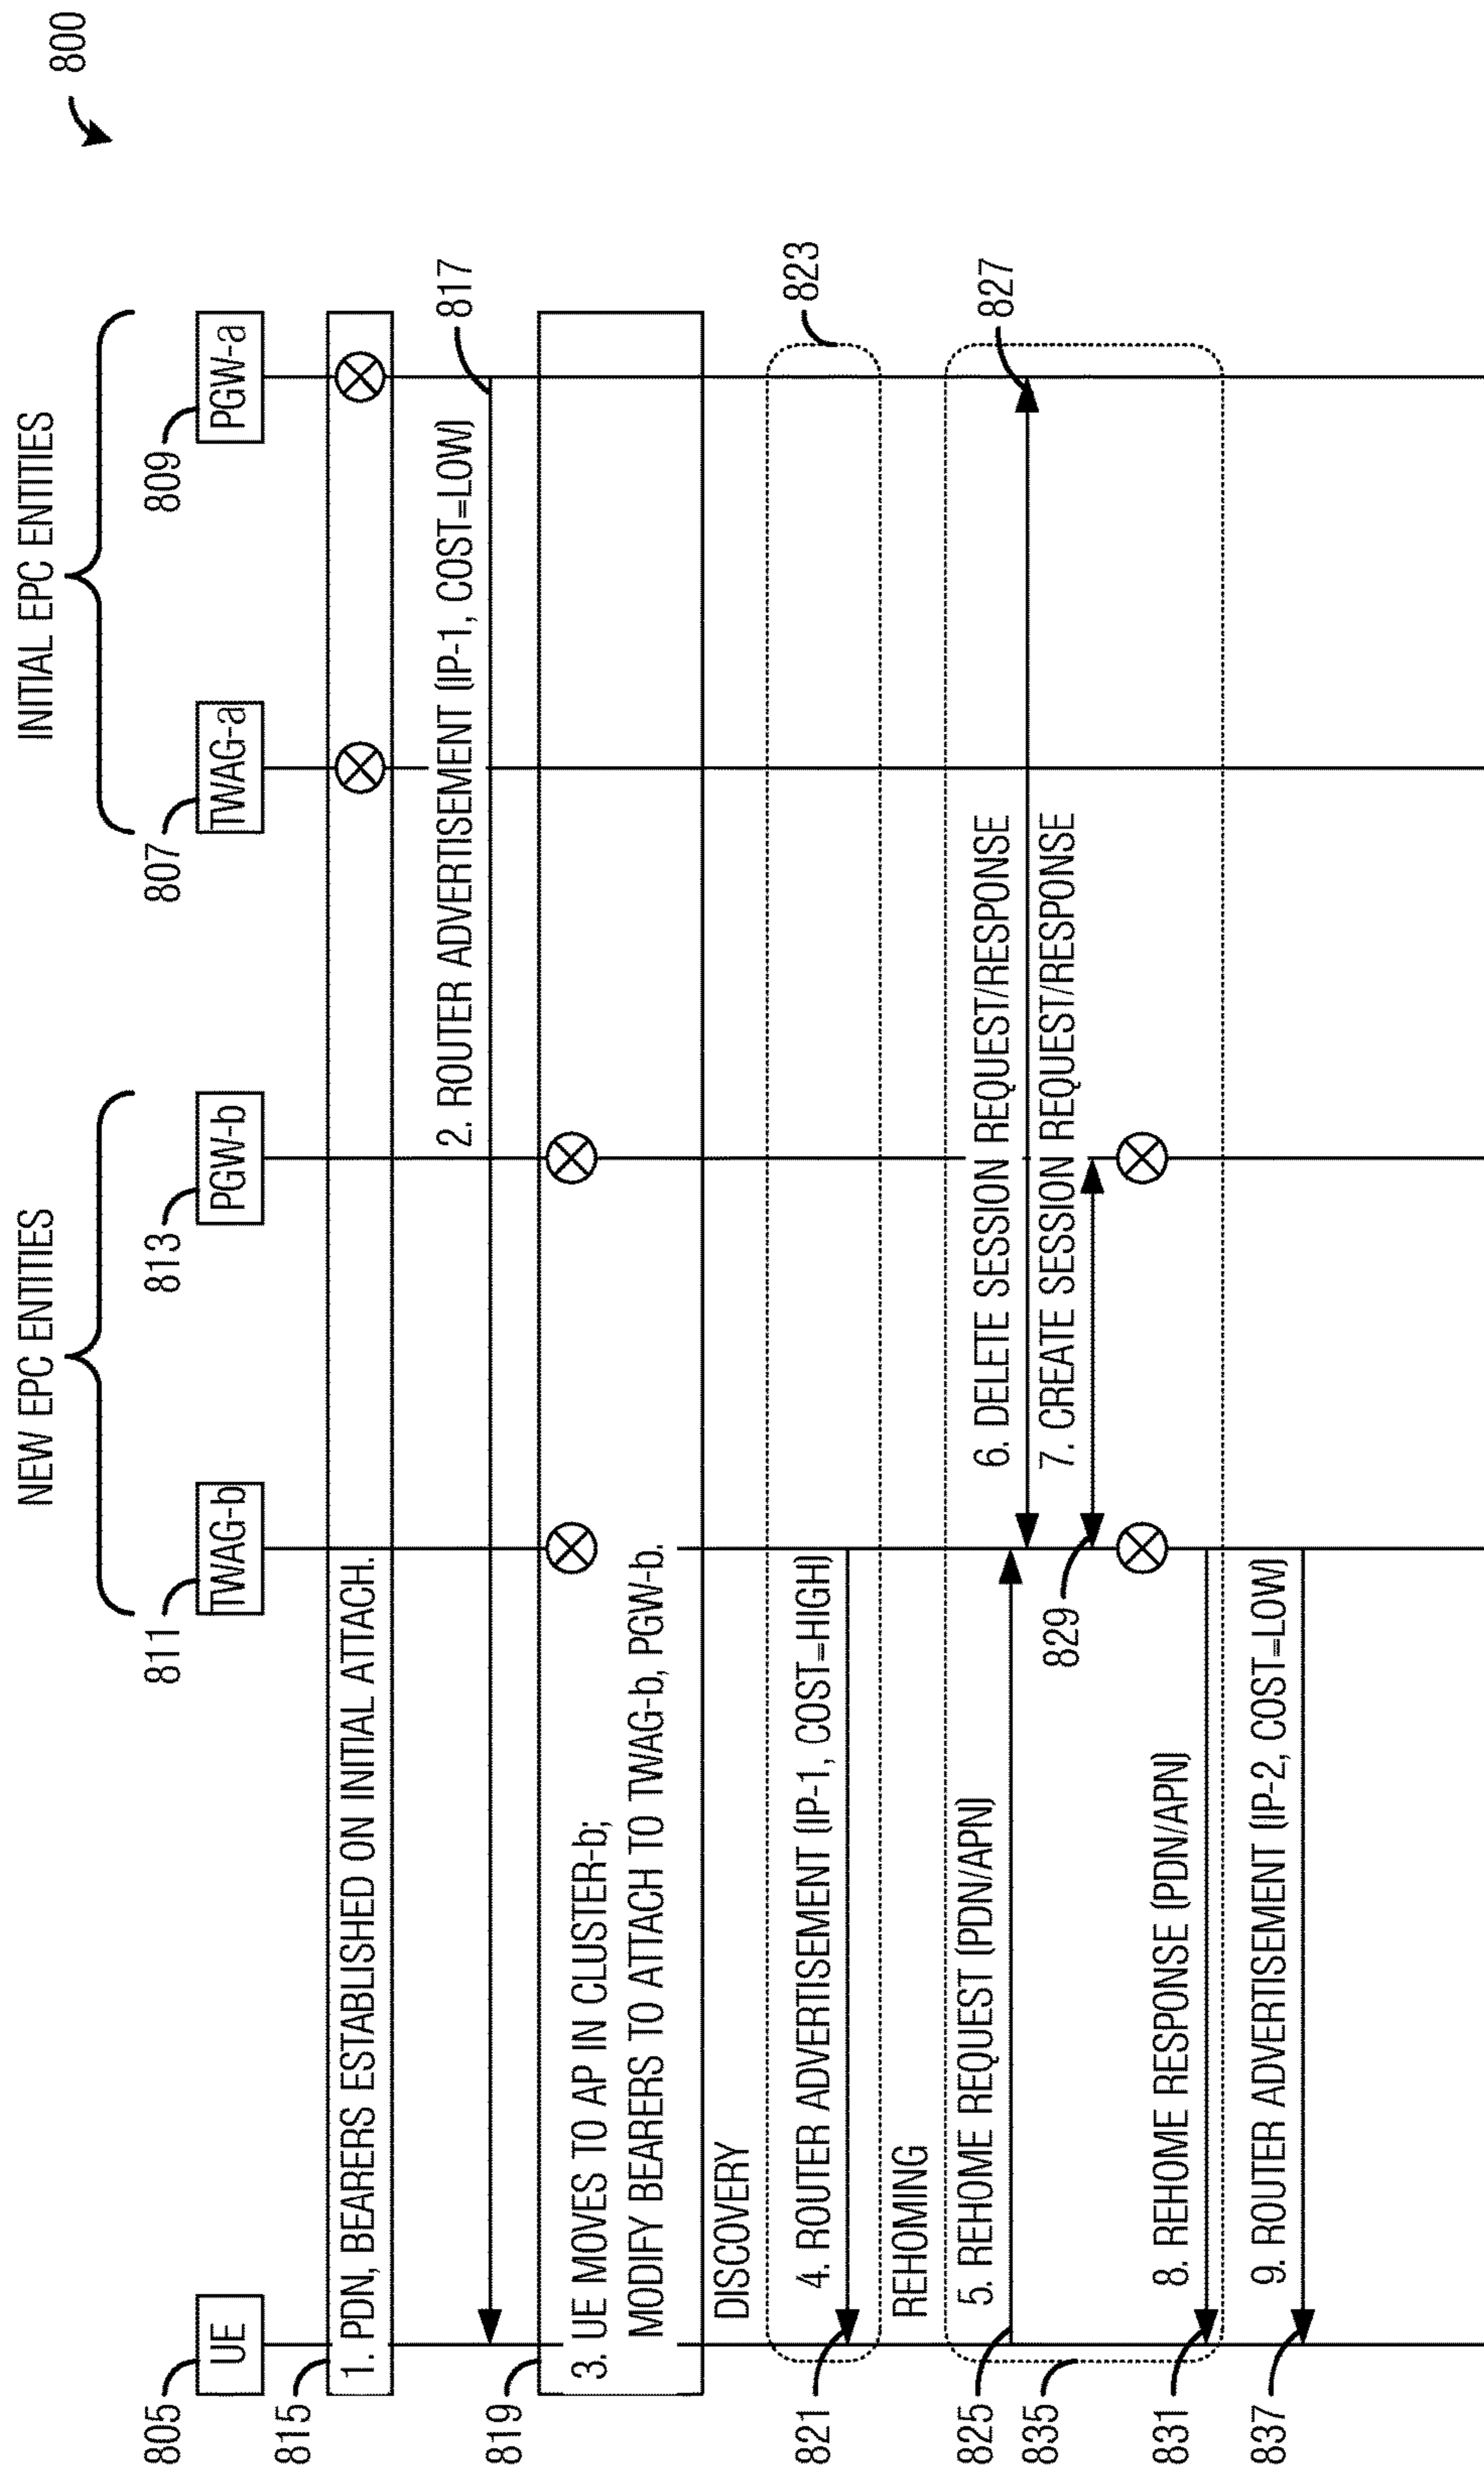 800
NEW EPC ENTITIES
INITIAL EPC ENTITIES
805
811
813
807
809
UE
TWAG-b
PGW-b
TWAG-a
PGW-a
815
1. PDN, BEARERS ESTABLISHED ON INITIAL ATTACH.
2. ROUTER ADVERTISEMENT (IP-1, COST=LOW)
817
819
3. UE MOVES TO AP IN CLUSTER-b;
MODIFY BEARERS TO ATTACH TO TWAG-b, PGW-b.
DISCOVERY
823
821
4. ROUTER ADVERTISEMENT (IP-1, COST=HIGH)
REHOMING
825
5. REHOME REQUEST (PDN/APN)
6. DELETE SESSION REQUEST/RESPONSE
827
835
829
7. CREATE SESSION REQUEST/RESPONSE
831
8. REHOME RESPONSE (PDN/APN)
837
9. ROUTER ADVERTISEMENT (IP-2, COST=LOW)